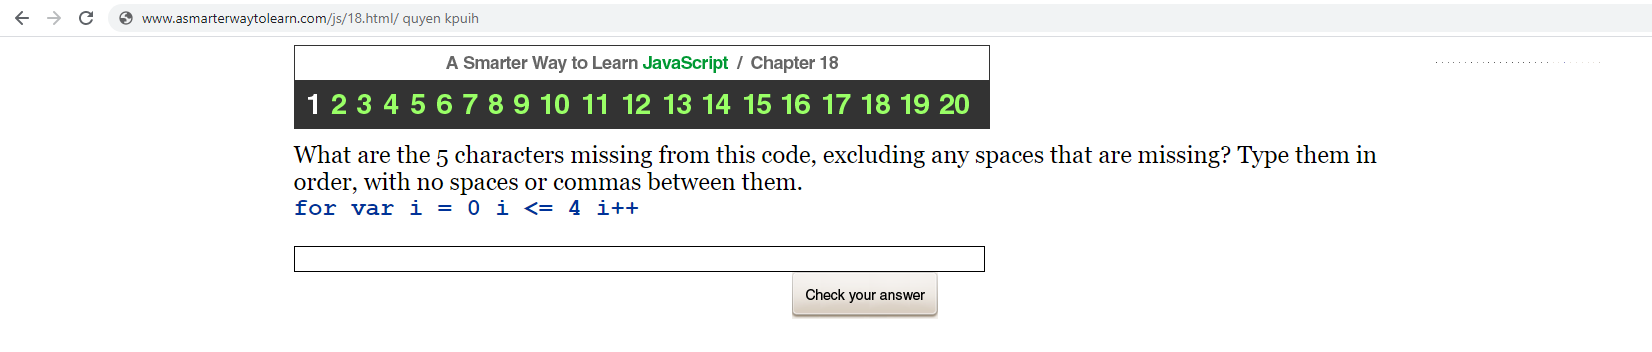 www.asmarterwaytolearn.com/js/18.html/ quyen kpuih
A Smarter Way to Learn JavaScript / Chapter 18
1 2 3 4 5 6 7 8 9 10 11 12 13 14 15 16 17 18 19 20
What are the 5 characters missing from this code, excluding any spaces that are missing? Type them in
order, with no spaces or commas between them.
for var i = 0 i <= 4 i++
Check your answer